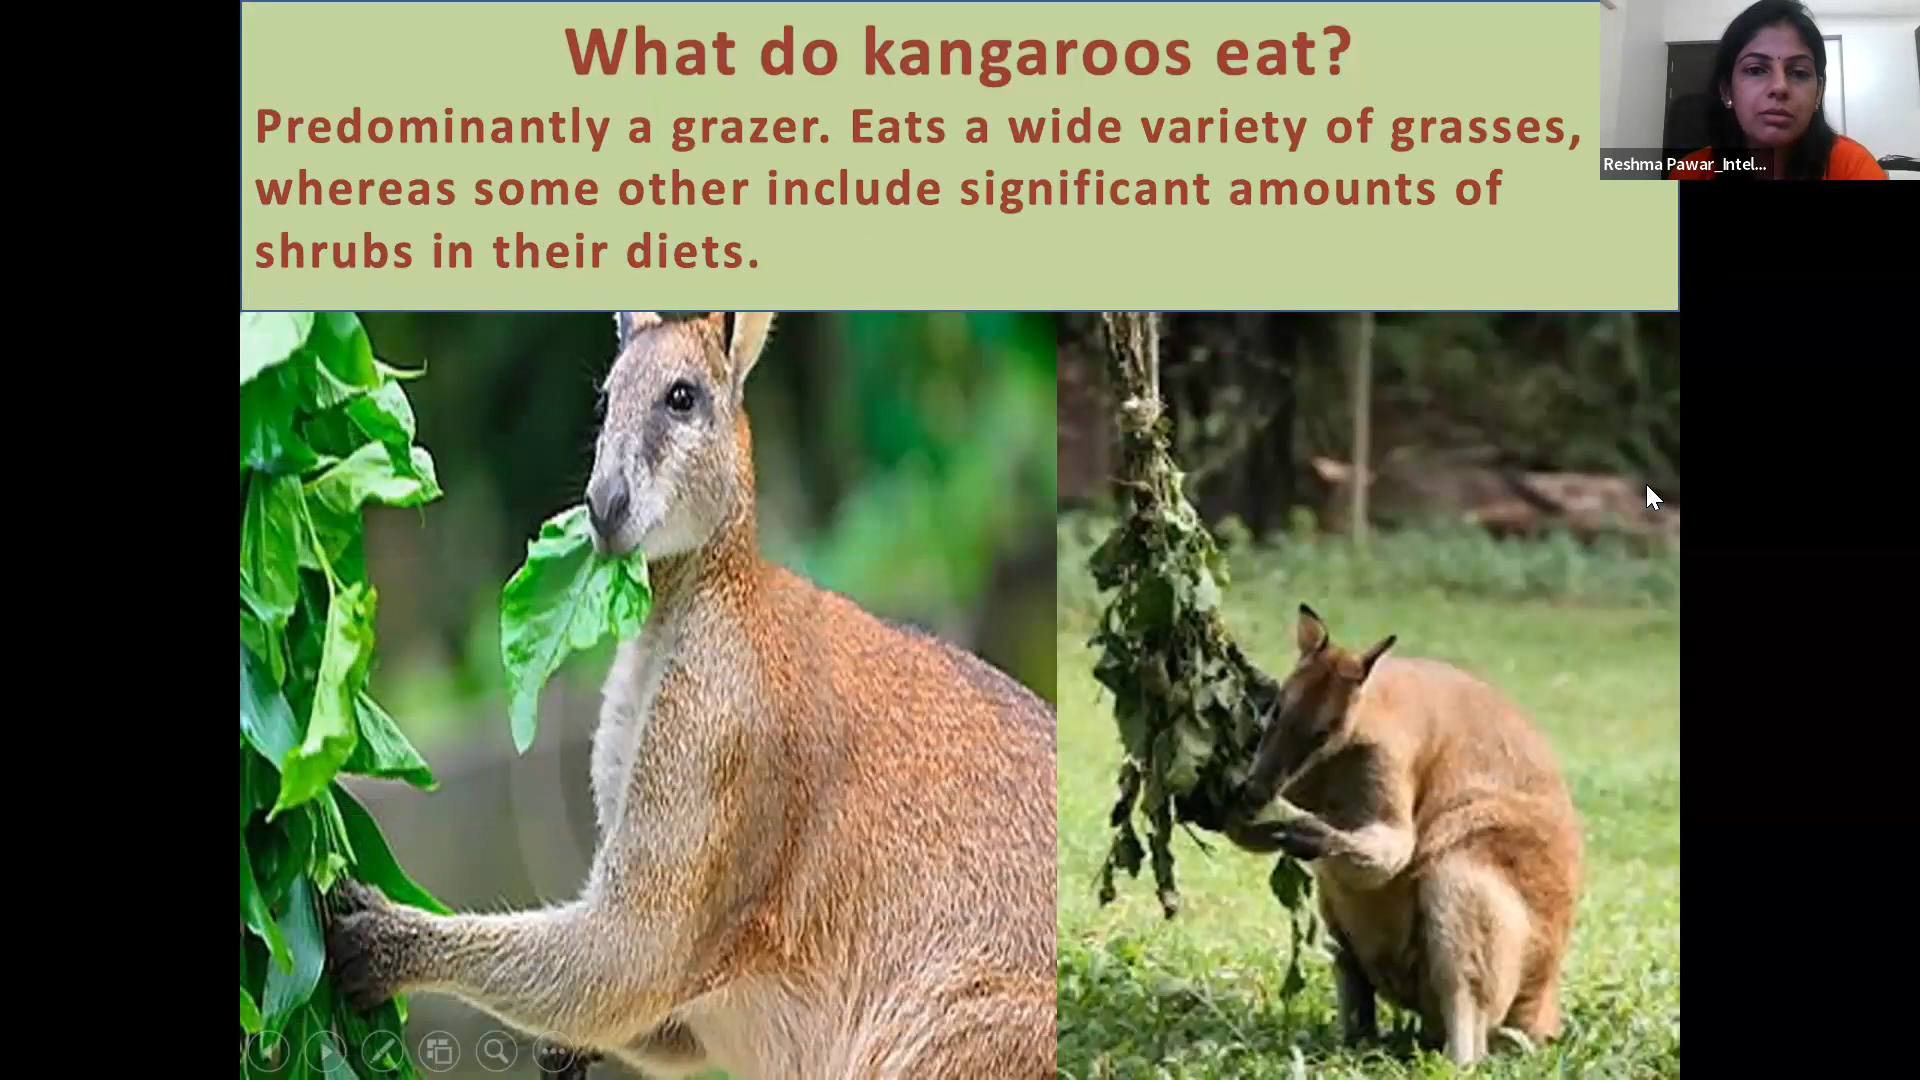 What do kangaroos eat?
Predominantly a grazer. Eats a wide variety of grasses,
whereas some other include significant amounts of
shrubs in their diets.
Reshma Pawar_Intel...